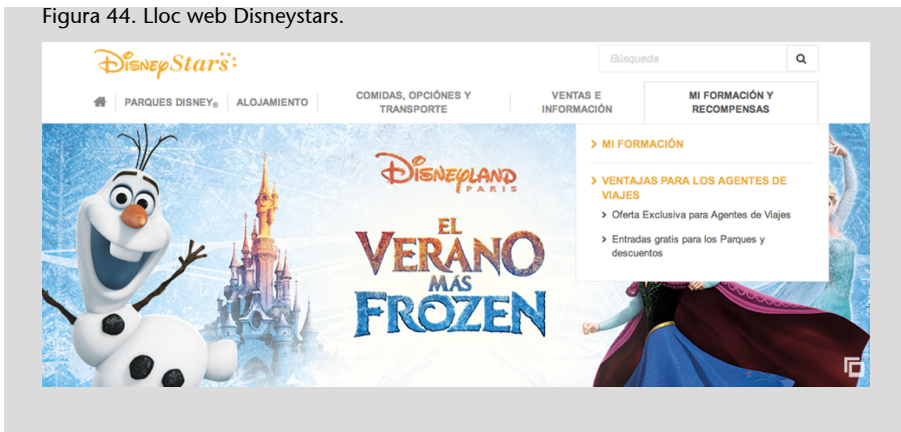 Figura 44. Lloc web Disneystars.
DisneyStars
Búsqueda
PARQUES DISNEY®
ALOJAMIENTO
COMIDAS, OPCIÓNES Y
TRANSPORTE
VENTAS E
INFORMACIÓN
MI FORMACIÓN Y
RECOMPENSAS
> MI FORMACIÓN
> VENTAJAS PARA LOS AGENTES DE
VIAJES
> Oferta Exclusiva para Agentes de Viajes
> Entradas gratis para los Parques y
descuentos
DISNEYLAND
PARIS
EL
VERANO
MÁS
FROZEN